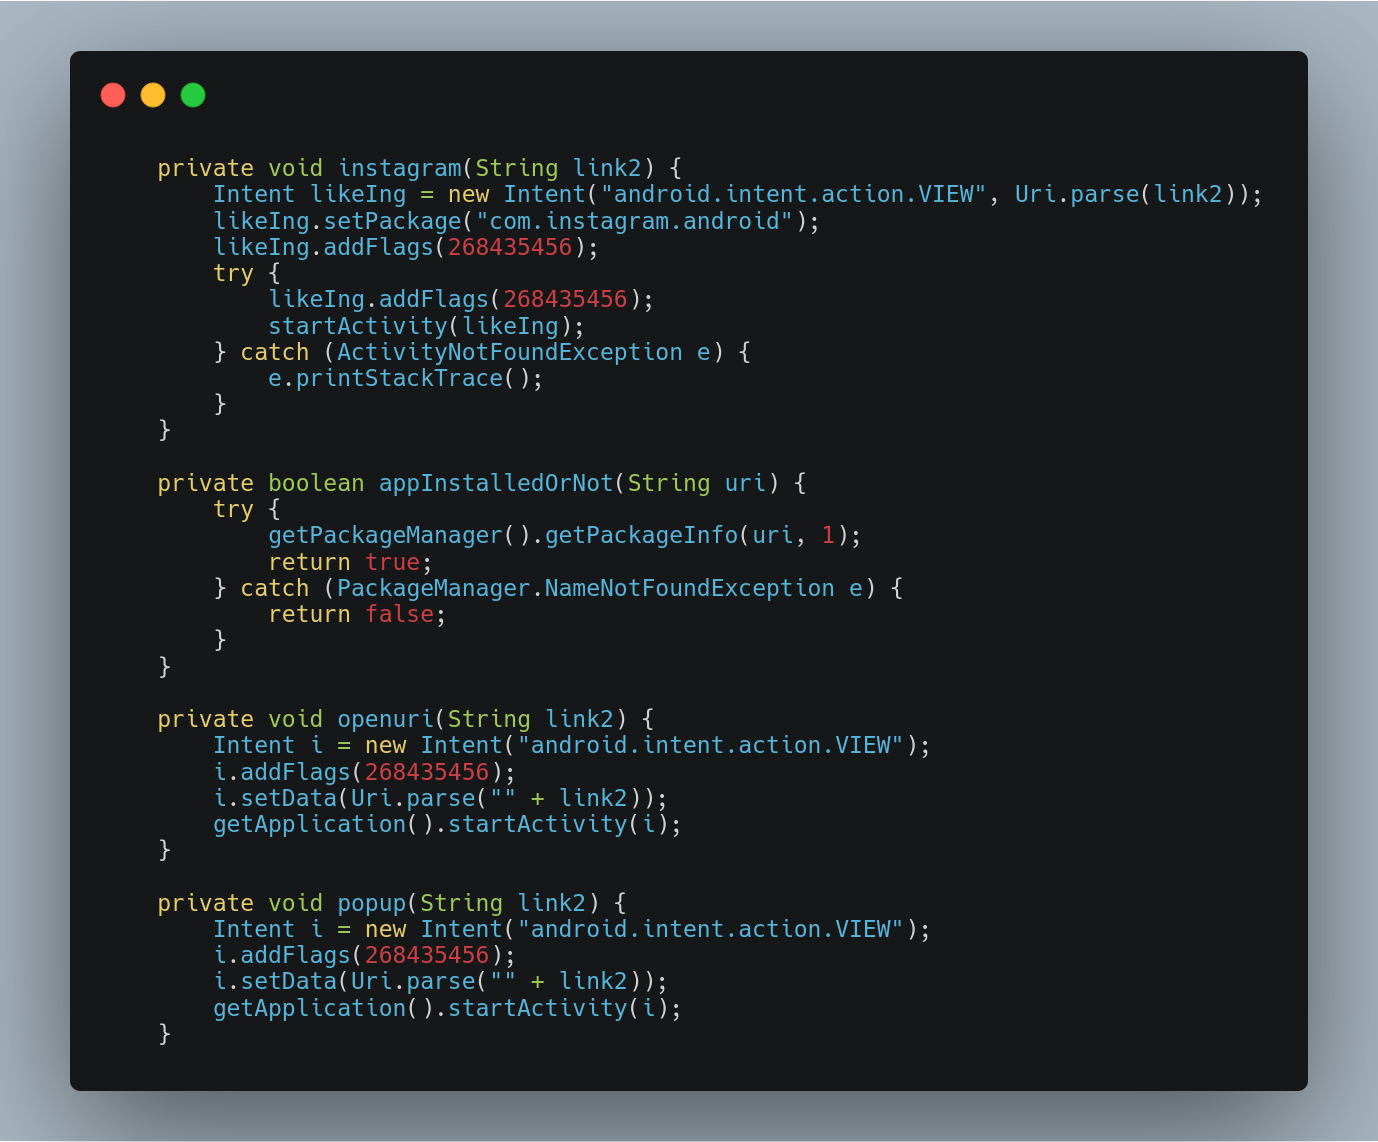 private void instagram(String link2) {
    Intent likeIng = new Intent("android.intent.action.VIEW", Uri.parse(link2));
    likeIng.setPackage("com.instagram.android");
    likeIng.addFlags(268435456);
    try {
        likeIng.addFlags(268435456);
        startActivity(likeIng);
    } catch (ActivityNotFoundException e) {
        e.printStackTrace();
    }
}

private boolean appInstalledOrNot(String uri) {
    try {
        getPackageManager().getPackageInfo(uri, 1);
        return true;
    } catch (PackageManager.NameNotFoundException e) {
        return false;
    }
}

private void openuri(String link2) {
    Intent i = new Intent("android.intent.action.VIEW");
    i.addFlags(268435456);
    i.setData(Uri.parse("" + link2));
    getApplication().startActivity(i);
}

private void popup(String link2) {
    Intent i = new Intent("android.intent.action.VIEW");
    i.addFlags(268435456);
    i.setData(Uri.parse("" + link2));
    getApplication().startActivity(i);
}